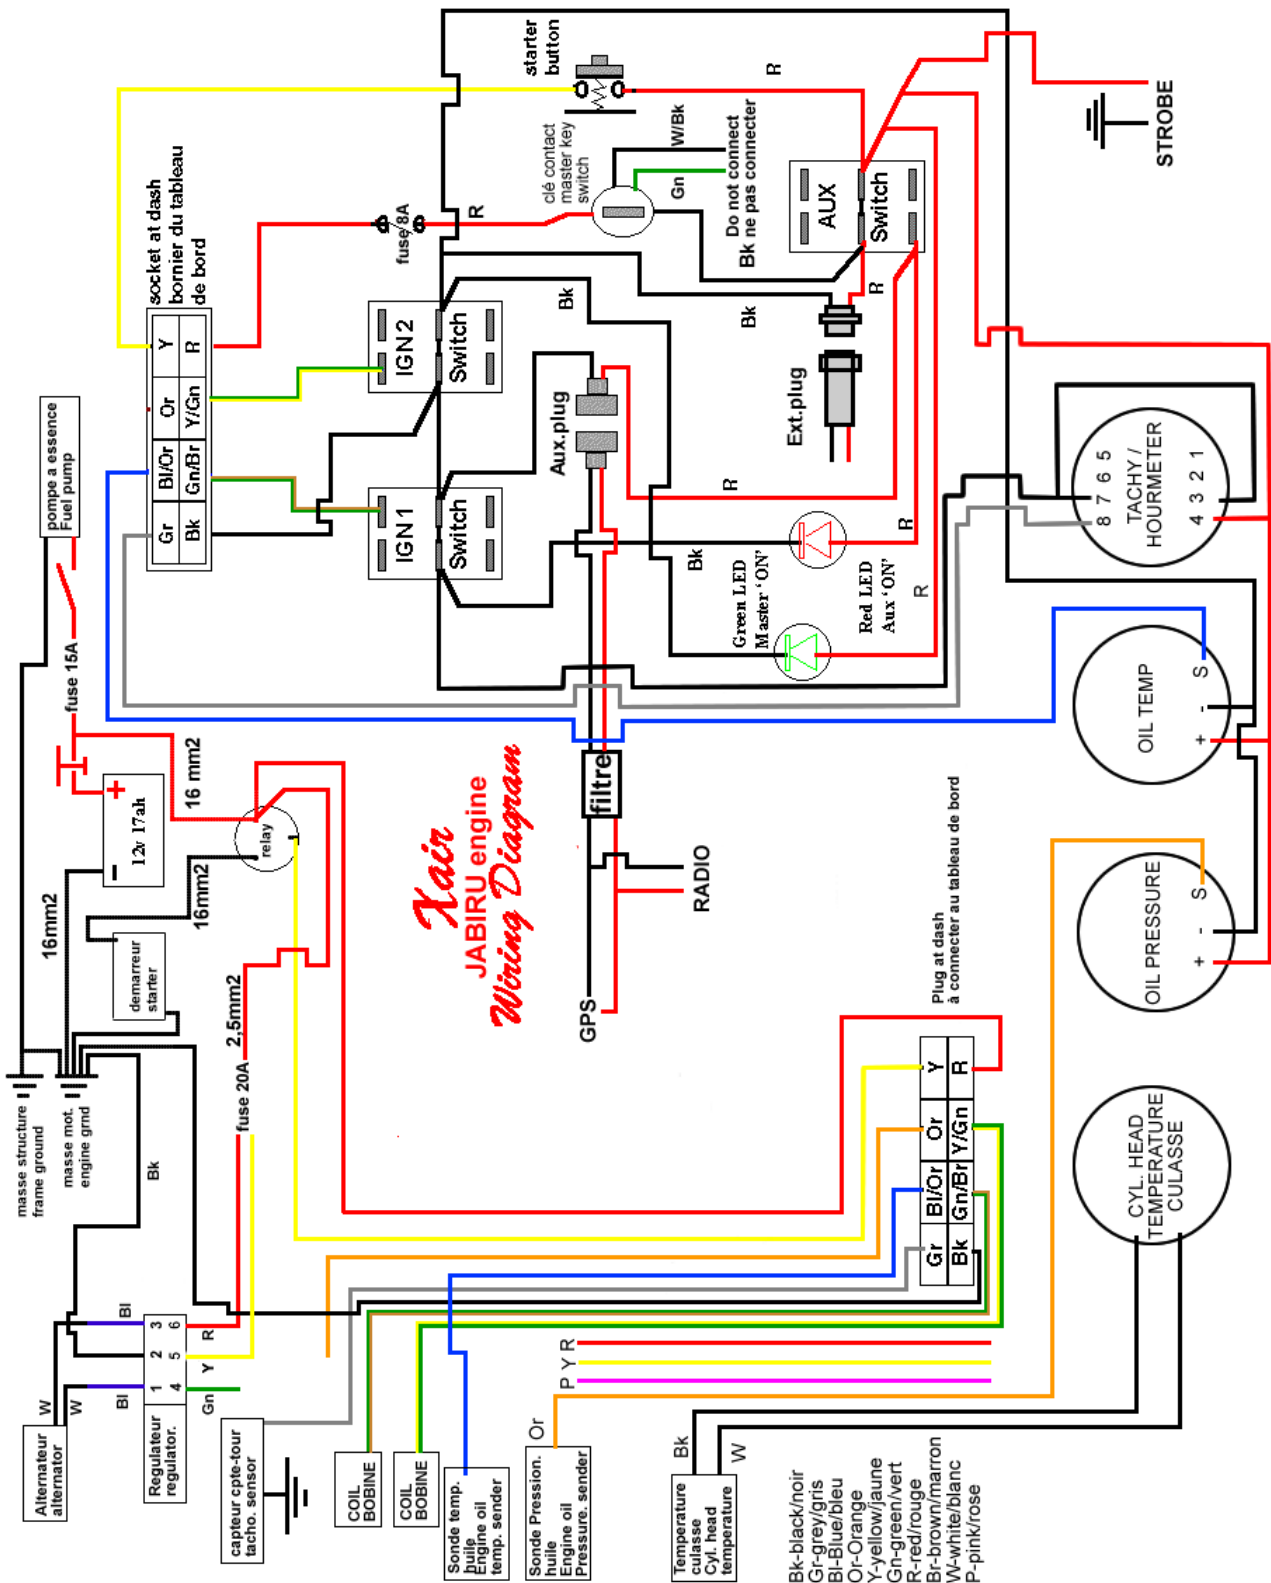 Xair
JABIRU engine
Wiring Diagram
pompe a essence
Fuel pump
fuse 15A
16 mm2
12v 17ah
+
-
16mm2
16mm2
relay
demarreur
starter
2,5mm2
fuse 20A
masse structure
frame ground
masse mot.
engine grnd
Bk
Alternateur
alternator
W
W
Bl
Bl
1 2 3
4 5 6
Gn
Y
R
Regulateur
regulator.
capteur cpte-tour
tacho. sensor
COIL
BOBINE
COIL
BOBINE
Sonde temp.
huile
Engine oil
temp. sender
Sonde Pression.
huile
Engine oil
Pressure. sender
Or
P Y R
Temperature
culasse
Cyl. head
temperature
Bk
W
Bk-black/noir
Gr-grey/gris
Bl-Blue/bleu
Or-Orange
Y-yellow/jaune
Gn-green/vert
R-red/rouge
Br-brown/marron
W-white/blanc
P-pink/rose
socket at dash
bornier du tableau
de bord
Gr Bl/Or Or Y
Bk Gn/Br Y/Gn R
fuse/8A
R
starter
button
R
clé contact
master key
switch
W/Bk
Gn
Do not connect
Bk ne pas connecter
AUX
Switch
R
STROBE
IGN2
Switch
IGN1
Switch
Bk
Bk
Bk
Aux.plug
Ext.plug
R
R
R
Green LED
Master ‘ON’
Red LED
Aux ‘ON’
filtre
GPS
RADIO
Plug at dash
à connecter au tableau de bord
Gr Bl/Or Or Y
Bk Gn/Br Y/Gn R
8 7 6 5
TACHY /
HOURMETER
4 3 2 1
OIL TEMP
+ - S
OIL PRESSURE
+ - S
CYL. HEAD
TEMPERATURE
CULASSE